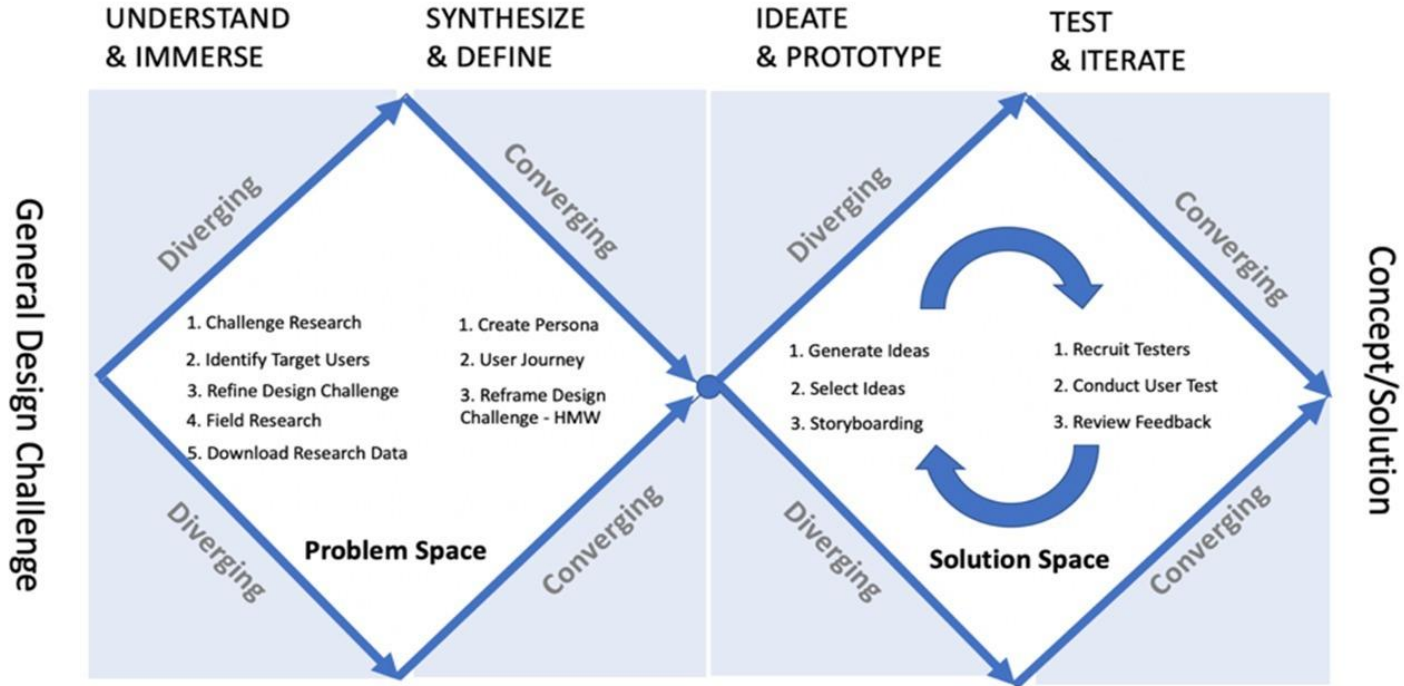 UNDERSTAND
& IMMERSE
SYNTHESIZE
& DEFINE
IDEATE
& PROTOTYPE
TEST
& ITERATE
General Design Challenge
Diverging
Converging
1. Challenge Research
2. Identify Target Users
3. Refine Design Challenge
4. Field Research
5. Download Research Data
1. Create Persona
2. User Journey
3. Reframe Design
Challenge - HMW
Diverging
Problem Space
Converging
Diverging
Converging
1. Generate Ideas
2. Select Ideas
3. Storyboarding
1. Recruit Testers
2. Conduct User Test
3. Review Feedback
Diverging
Solution Space
Converging
Concept/Solution